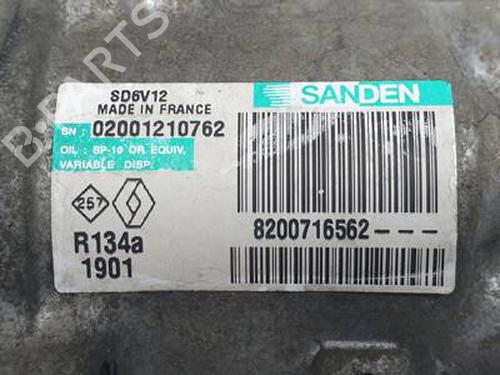 B-PARTS
SD6V12
MADE IN FRANCE
SN: 02001210762
OIL: SP-10 OR EQUIV.
VARIABLE DISP.
257
R134a
1901
SANDEN
8200716562---